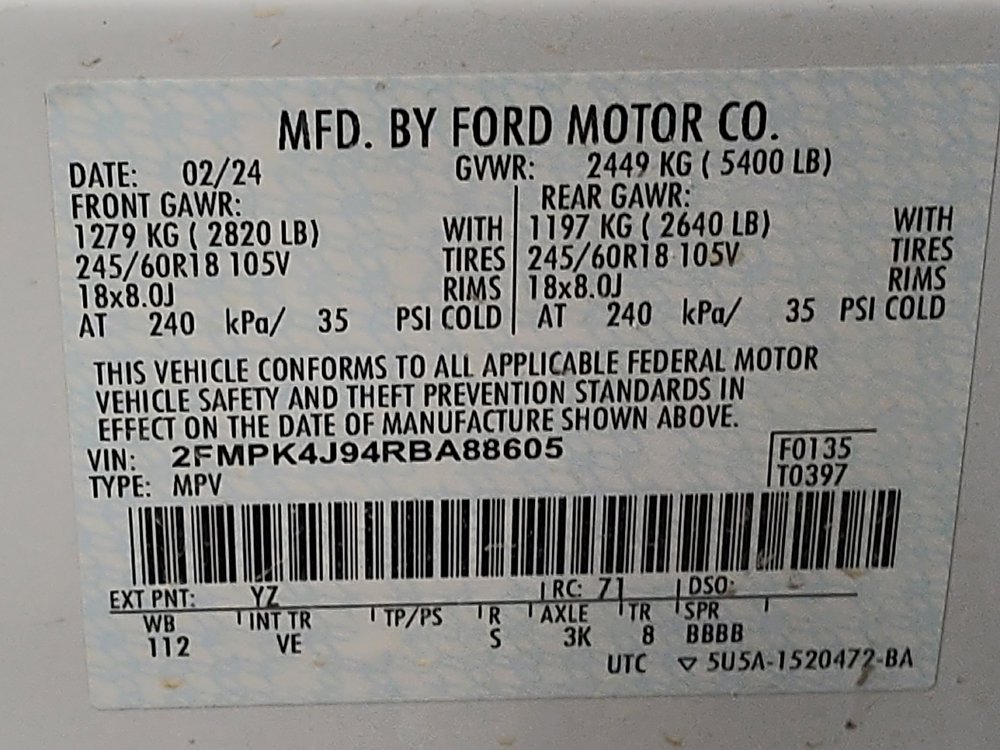 MFD. BY FORD MOTOR CO.
DATE: 02/24 GVWR: 2449 KG ( 5400 LB)
FRONT GAWR: REAR GAWR:
1279 KG ( 2820 LB) WITH 1197 KG ( 2640 LB) WITH
245/60R18 105V TIRES 245/60R18 105V TIRES
18x8.0J RIMS 18x8.0J RIMS
AT 240 kPa/ 35 PSI COLD AT 240 kPa/ 35 PSI COLD
THIS VEHICLE CONFORMS TO ALL APPLICABLE FEDERAL MOTOR
VEHICLE SAFETY AND THEFT PREVENTION STANDARDS IN
EFFECT ON THE DATE OF MANUFACTURE SHOWN ABOVE.
VIN: 2FMPK4J94RBA88605 F0135
TYPE: MPV T0397
EXT PNT: YZ RC: 71 DSO:
WB INT TR TP/PS R AXLE TR SPR
112 VE S 3K 8 BBBB
UTC ▽ 5U5A-1520472-BA